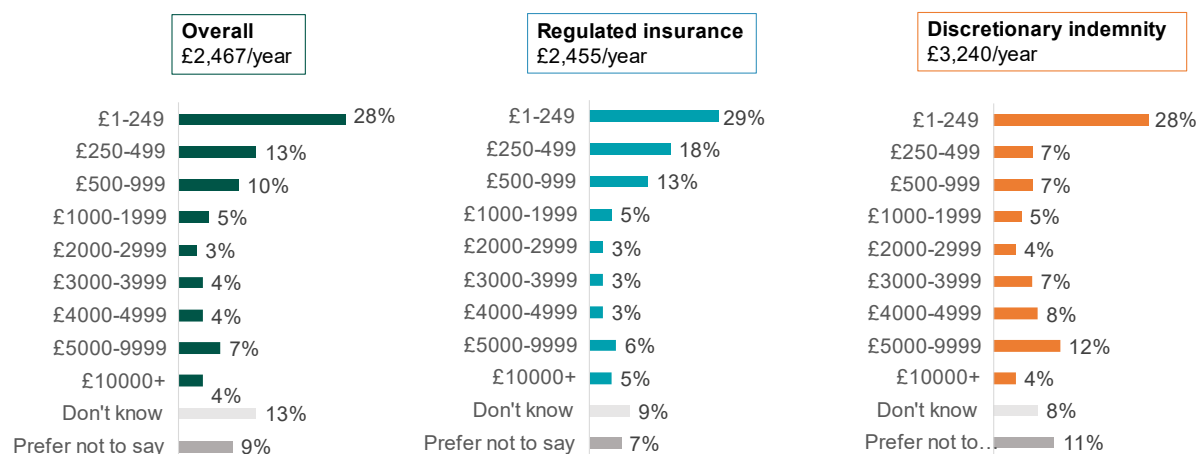 Overall
£2,467/year
£1-249 28%
£250-499 13%
£500-999 10%
£1000-1999 5%
£2000-2999 3%
£3000-3999 4%
£4000-4999 4%
£5000-9999 7%
£10000+ 4%
Don't know 13%
Prefer not to say 9%
Regulated insurance
£2,455/year
£1-249 29%
£250-499 18%
£500-999 13%
£1000-1999 5%
£2000-2999 3%
£3000-3999 3%
£4000-4999 3%
£5000-9999 6%
£10000+ 5%
Don't know 9%
Prefer not to say 7%
Discretionary indemnity
£3,240/year
£1-249 28%
£250-499 7%
£500-999 7%
£1000-1999 5%
£2000-2999 4%
£3000-3999 7%
£4000-4999 8%
£5000-9999 12%
£10000+ 4%
Don't know 8%
Prefer not to… 11%